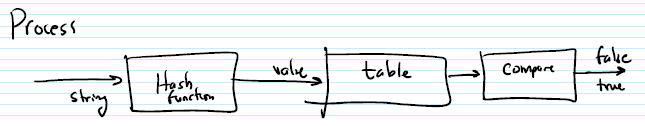 Process
string
Hash
function
value
table
Compare
false
true